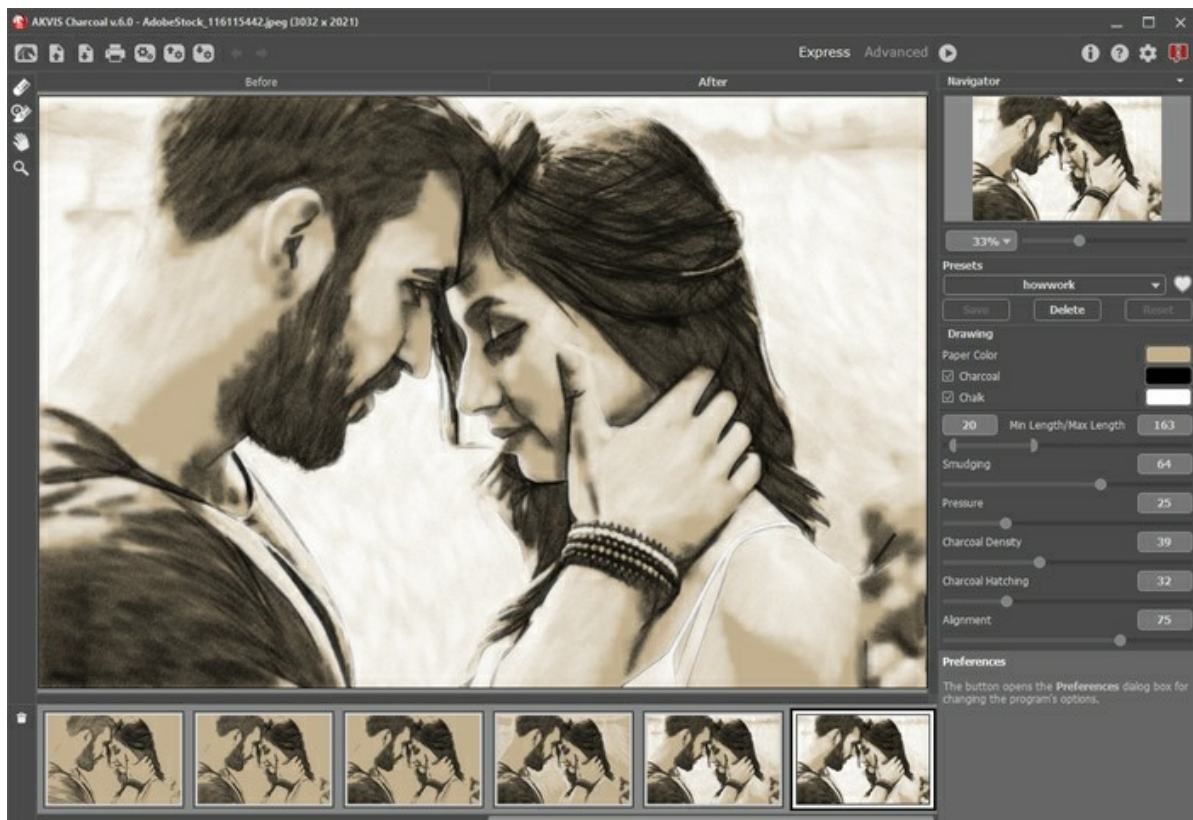 AKVIS Charcoal v.6.0 - AdobeStock_116115442.jpeg (3032 x 2021)
Express Advanced
Before After
Navigator
33%
Presets
howwork
Save Delete Reset
Drawing
Paper Color
Charcoal
Chalk
20 Min Length/Max Length 163
Smudging 64
Pressure 25
Charcoal Density 39
Charcoal Hatching 32
Alignment 75
Preferences
The button opens the Preferences dialog box for
changing the program's options.